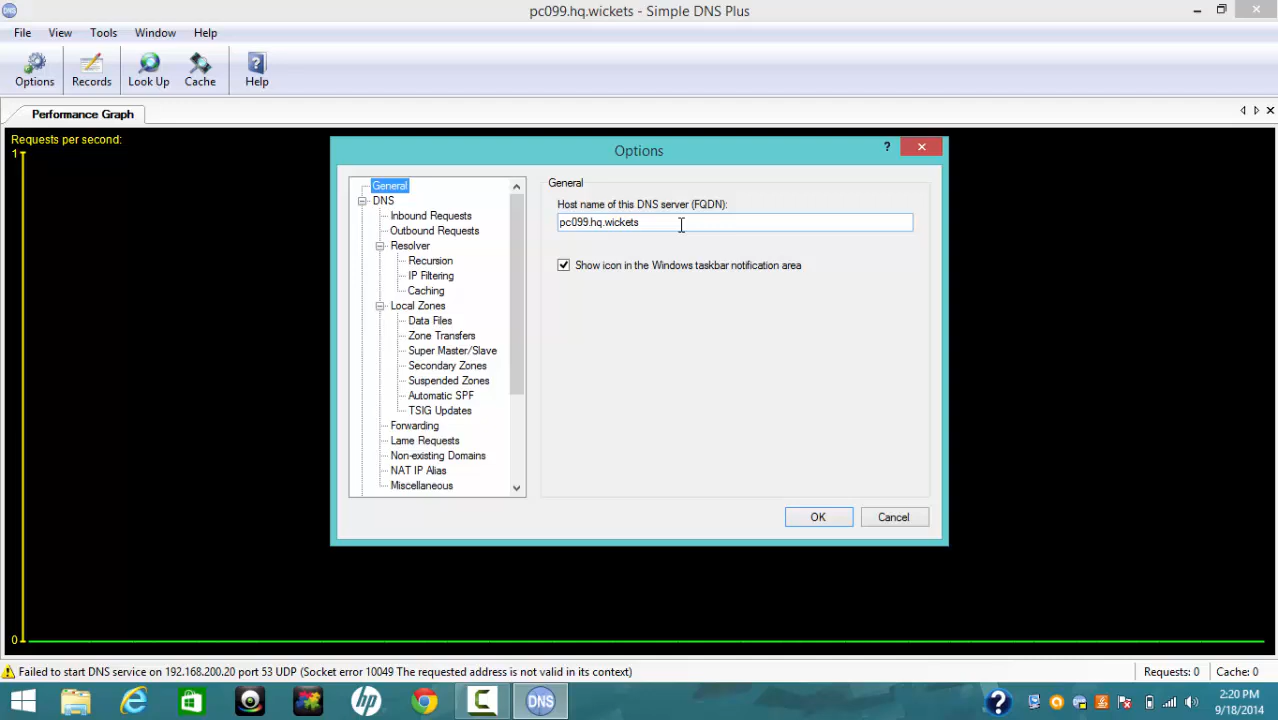 DNS
pc099.hq.wickets - Simple DNS Plus
File View Tools Window Help
Options Records Look Up Cache Help
Performance Graph
Requests per second:
1
0
Options
?
General
DNS
Inbound Requests
Outbound Requests
Resolver
Recursion
IP Filtering
Caching
Local Zones
Data Files
Zone Transfers
Super Master/Slave
Secondary Zones
Suspended Zones
Automatic SPF
TSIG Updates
Forwarding
Lame Requests
Non-existing Domains
NAT IP Alias
Miscellaneous
General
Host name of this DNS server (FQDN):
pc099.hq.wickets
Show icon in the Windows taskbar notification area
OK Cancel
Failed to start DNS service on 192.168.200.20 port 53 UDP (Socket error 10049 The requested address is not valid in its context) Requests: 0 Cache: 0
hp DNS ? 2:20 PM
9/18/2014